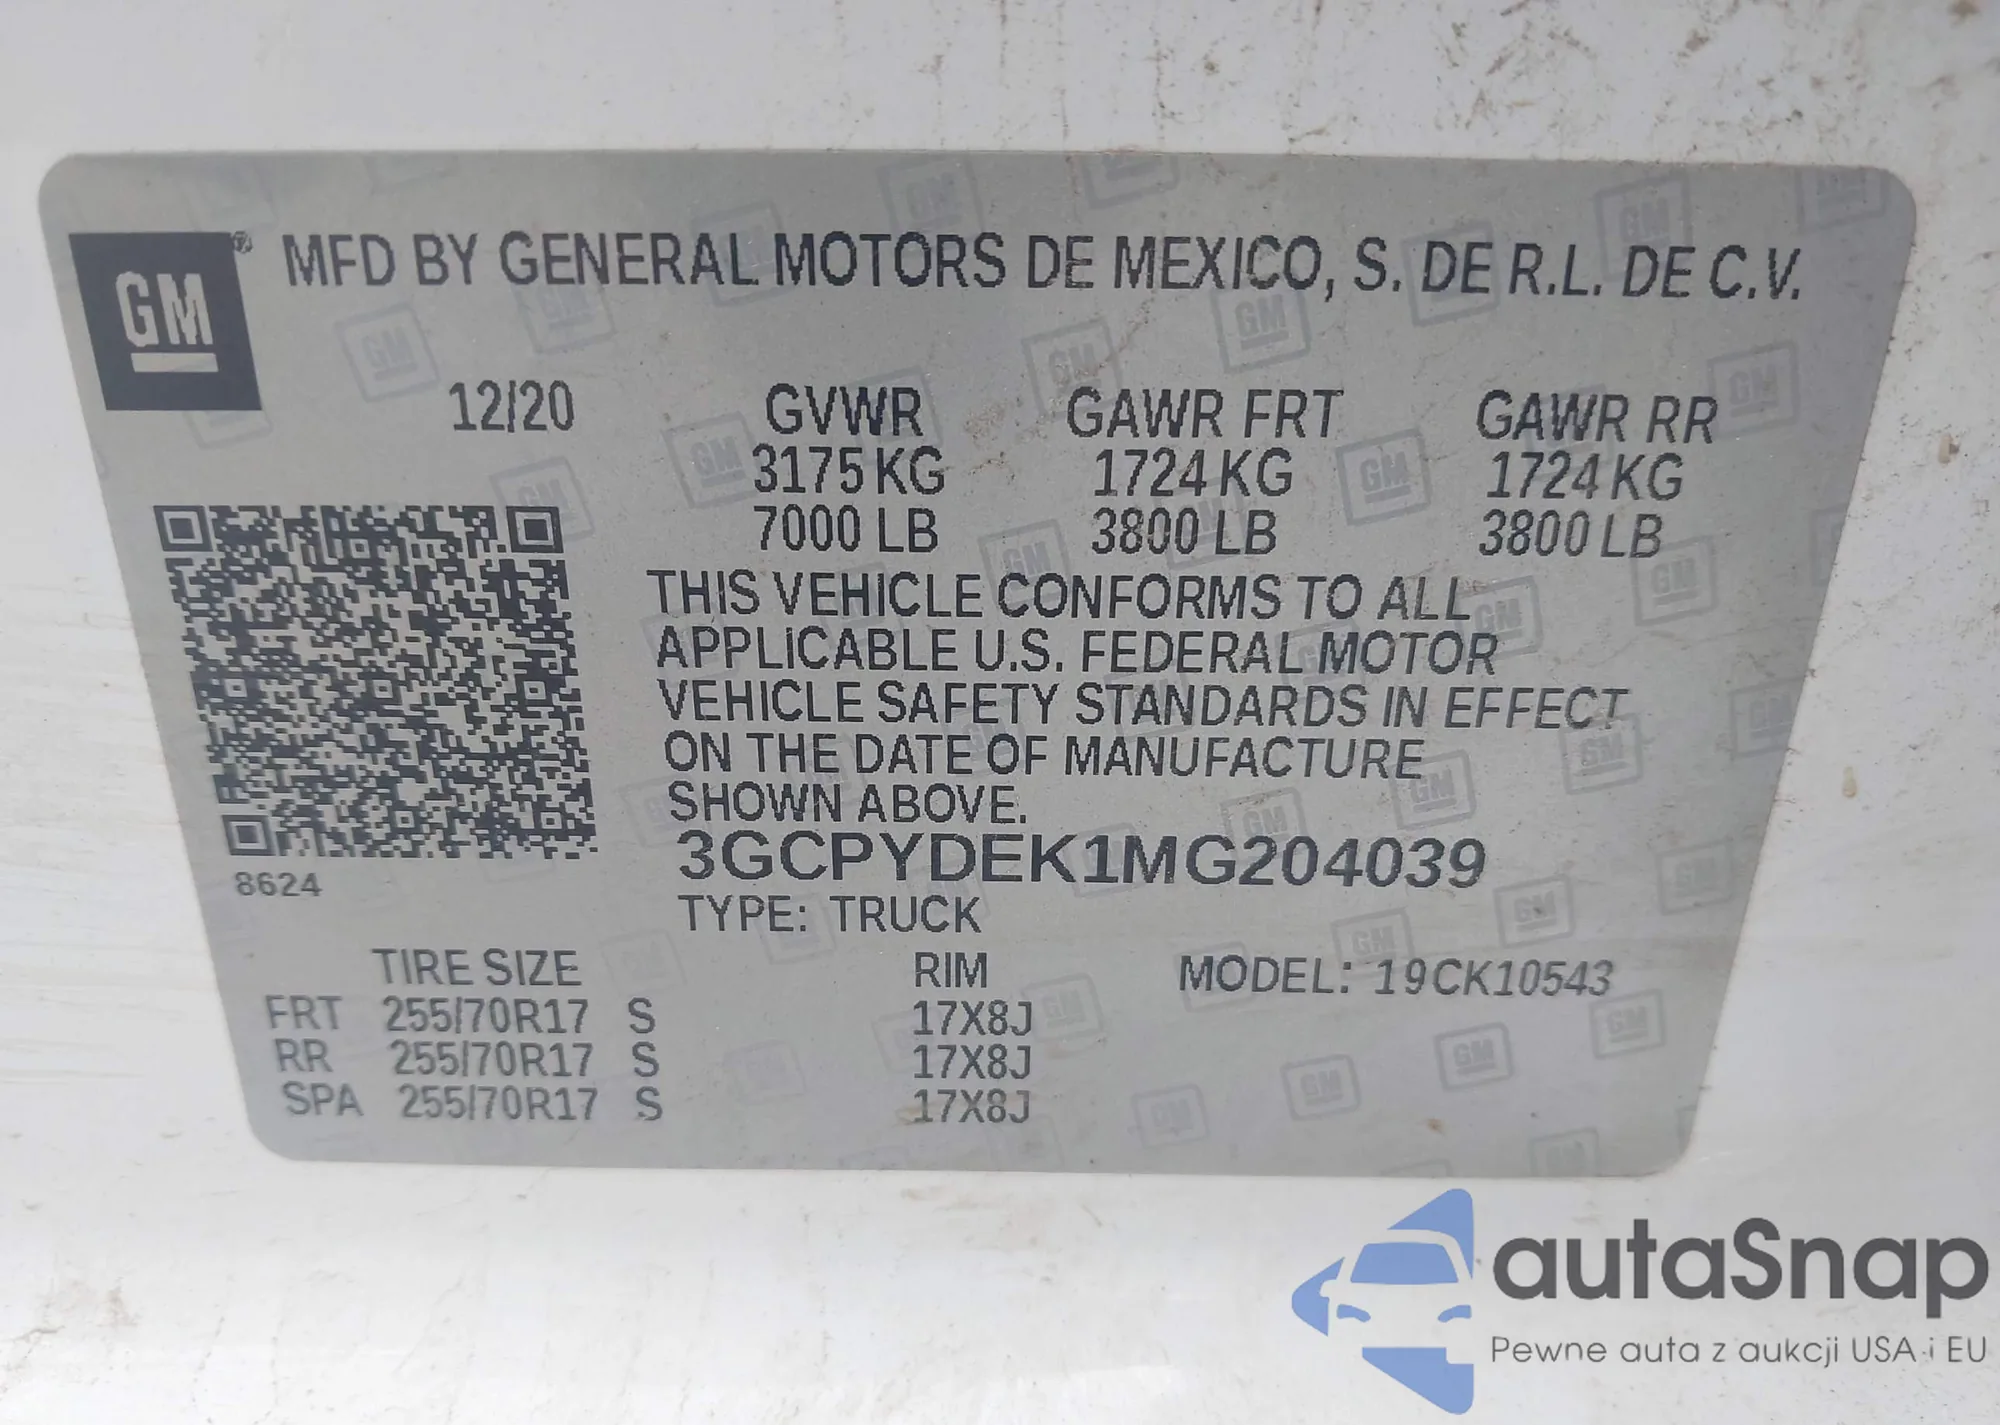 GM ® MFD BY GENERAL MOTORS DE MEXICO, S. DE R.L. DE C.V.
12/20 GVWR GAWR FRT GAWR RR
3175 KG 1724 KG 1724 KG
7000 LB 3800 LB 3800 LB
THIS VEHICLE CONFORMS TO ALL
APPLICABLE U.S. FEDERAL MOTOR
VEHICLE SAFETY STANDARDS IN EFFECT
ON THE DATE OF MANUFACTURE
SHOWN ABOVE.
3GCPYDEK1MG204039
8624
TYPE: TRUCK
TIRE SIZE RIM MODEL: 19CK10543
FRT 255/70R17 S 17X8J
RR 255/70R17 S 17X8J
SPA 255/70R17 S 17X8J
autaSnap
Pewne auta z aukcji USA i EU